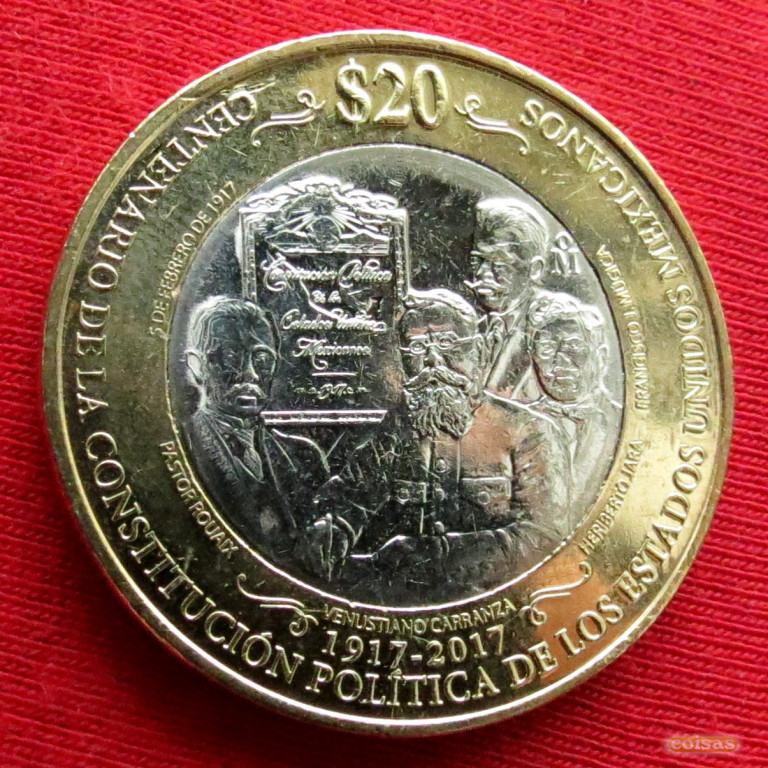 $20
CENTENARIO DE LA CONSTITUCIÓN POLÍTICA DE LOS ESTADOS UNIDOS MEXICANOS
5 DE FEBRERO DE 1917
Constitución Política
de los
Estados Unidos
Mexicanos
M
FRANCISCO J. MÚGICA
PASTOR ROUAIX
HERIBERTO JARA
VENUSTIANO CARRANZA
1917-2017
coisas